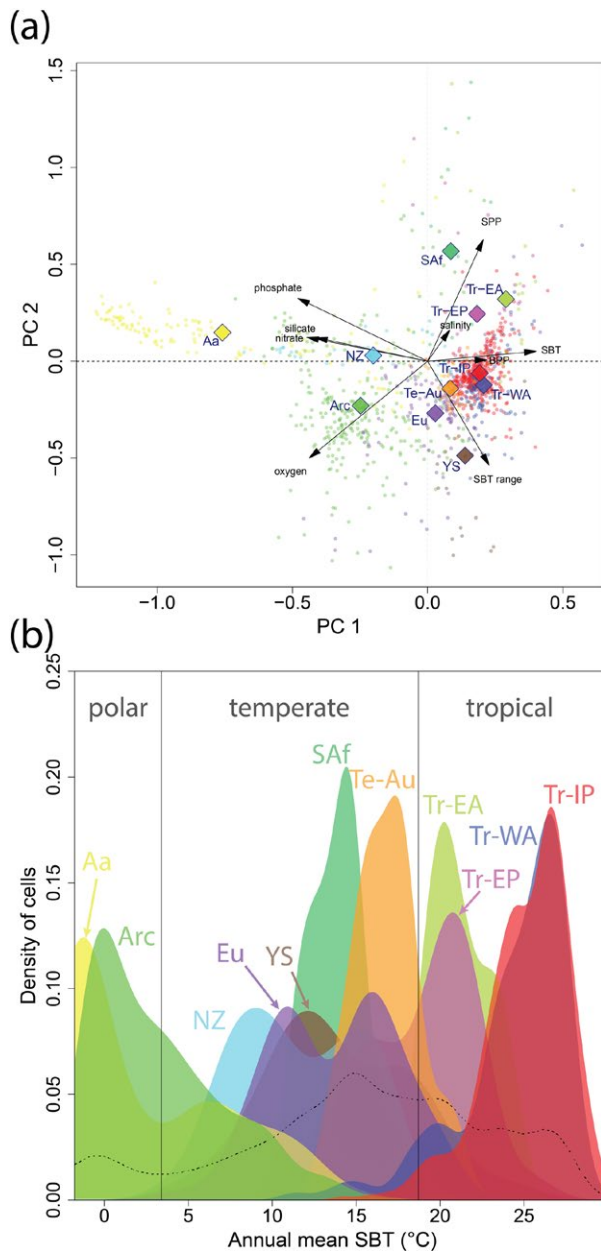 (a)
1.5
1.0
0.5
0.0
−0.5
−1.0
PC 2
SPP
SAf
Tr−EA
phosphate
Tr−EP
salinity
silicate
nitrate
Aa
NZ
SBT
BPP
Tr−IP
Te−Au
Tr−WA
Arc
Eu
YS
oxygen
SBT range
−1.0 −0.5 0.0 0.5
PC 1
(b)
0.25
0.20
0.15
0.10
0.05
0.00
Density of cells
polar temperate tropical
SAf
Te-Au
Tr-EA
Tr-IP
Tr-WA
Aa
Tr-EP
Arc
Eu YS
NZ
0 5 10 15 20 25
Annual mean SBT (°C)